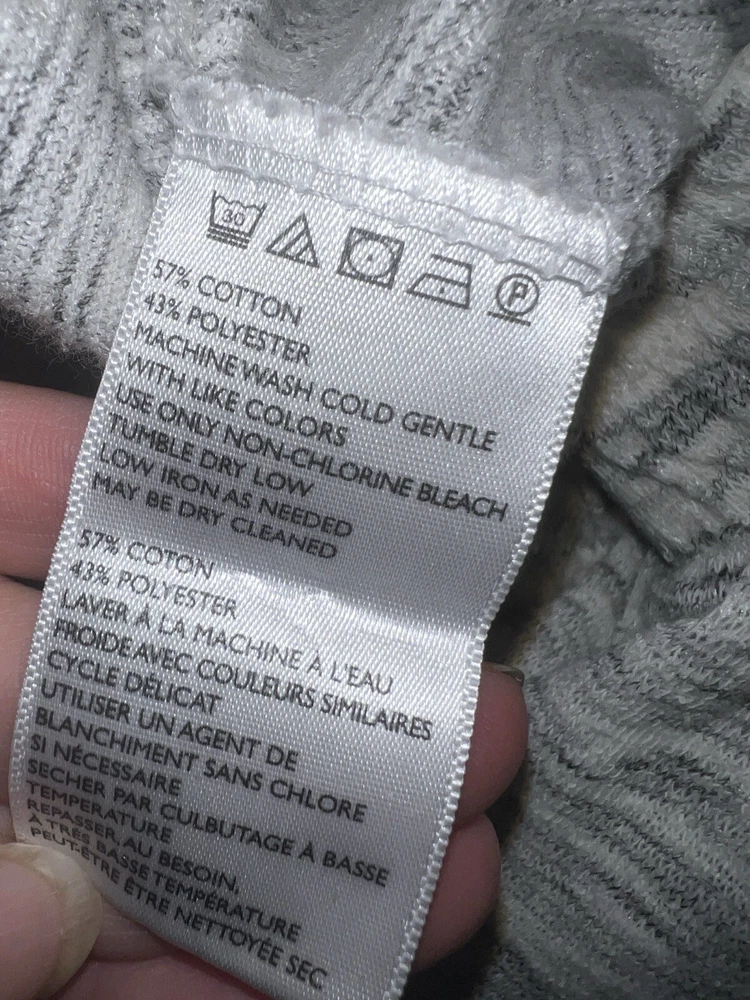 30 P
57% COTTON
43% POLYESTER
MACHINE WASH COLD GENTLE
WITH LIKE COLORS
USE ONLY NON-CHLORINE BLEACH
TUMBLE DRY LOW
LOW IRON AS NEEDED
MAY BE DRY CLEANED
57% COTON
43% POLYESTER
LAVER À LA MACHINE À L'EAU
FROIDE AVEC COULEURS SIMILAIRES
CYCLE DÉLICAT
UTILISER UN AGENT DE
BLANCHIMENT SANS CHLORE
SI NÉCESSAIRE
SECHER PAR CULBUTAGE À BASSE
TEMPERATURE
REPASSER, AU BESOIN,
À TRÈS BASSE TEMPÉRATURE
PEUT-ÊTRE ÊTRE NETTOYÉE SEC